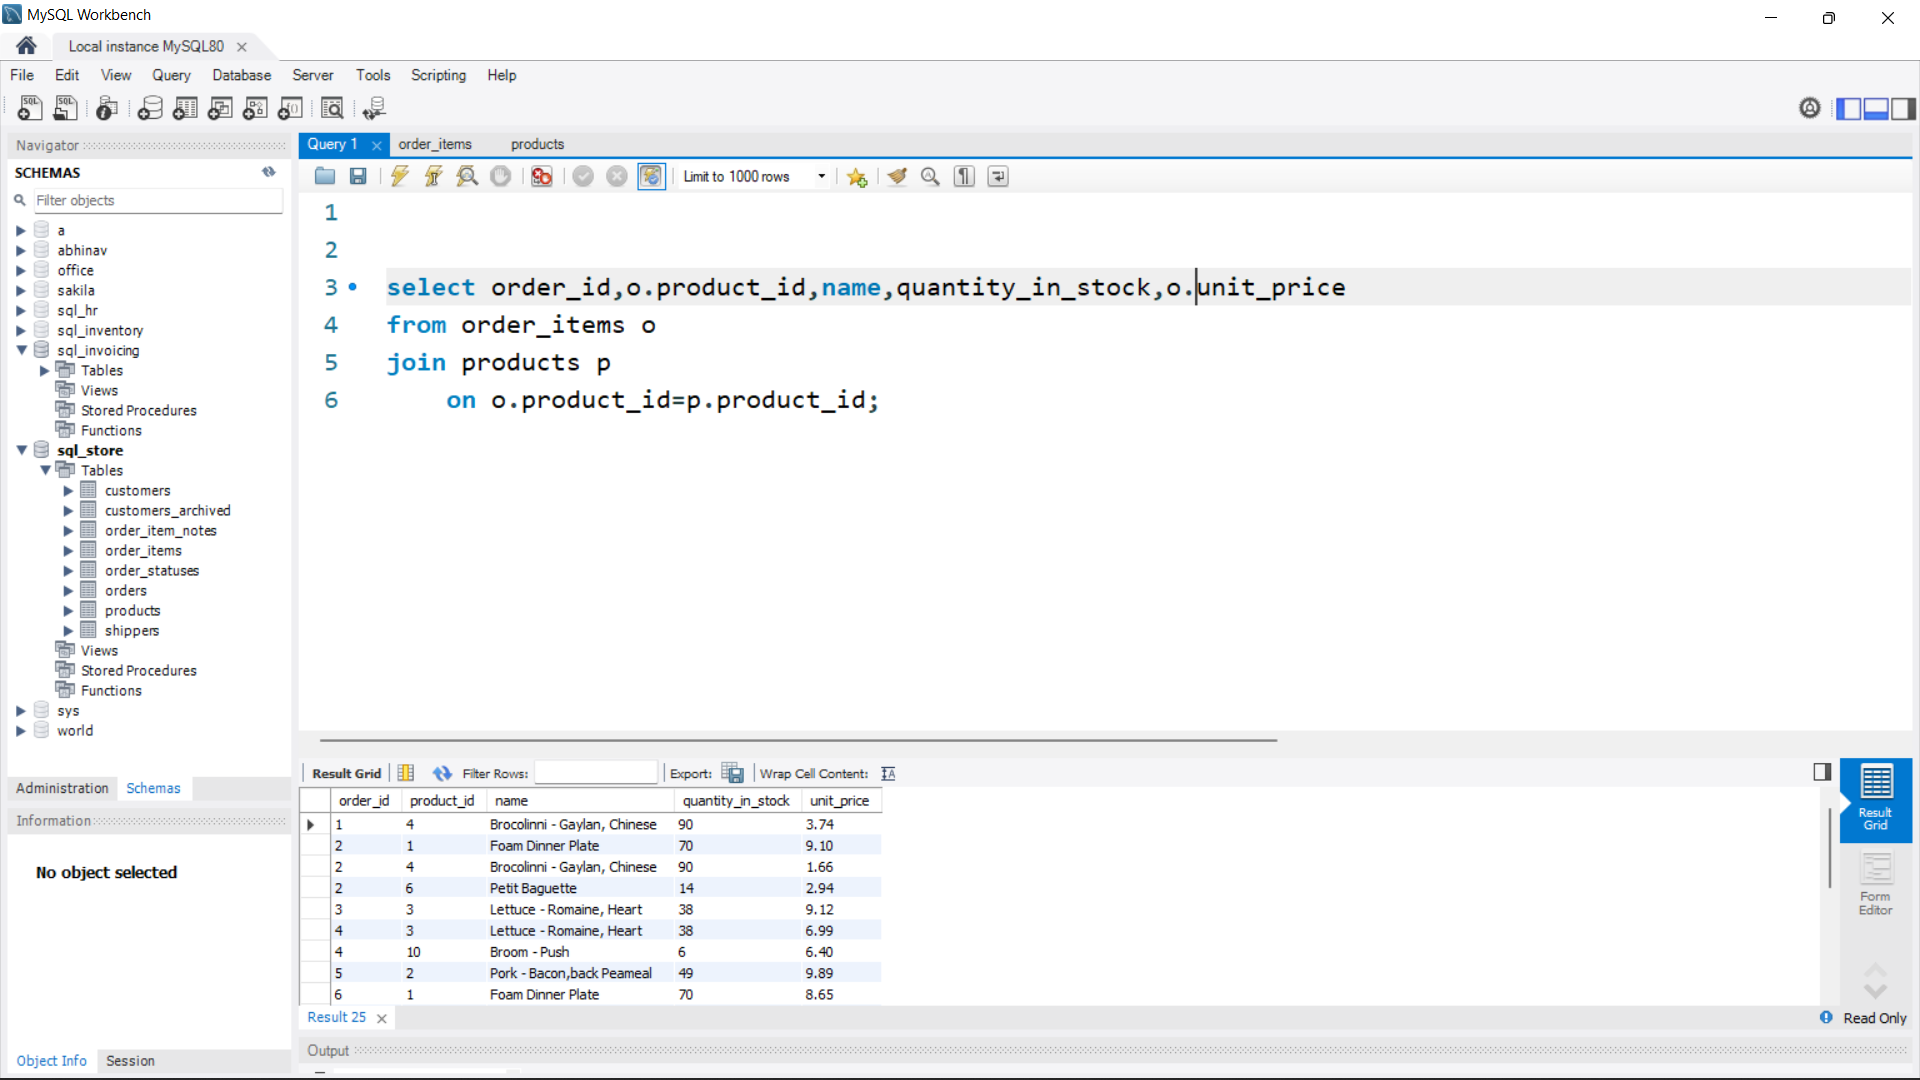 MySQL Workbench
Local instance MySQL80
File Edit View Query Database Server Tools Scripting Help
Navigator
SCHEMAS
Filter objects
a
abhinav
office
sakila
sql_hr
sql_inventory
sql_invoicing
Tables
Views
Stored Procedures
Functions
sql_store
Tables
customers
customers_archived
order_item_notes
order_items
order_statuses
orders
products
shippers
Views
Stored Procedures
Functions
sys
world
Administration Schemas
Information
No object selected
Object Info Session
Query 1 order_items products
Limit to 1000 rows
1
2
3 select order_id,o.product_id,name,quantity_in_stock,o.unit_price
4 from order_items o
5 join products p
6 on o.product_id=p.product_id;
Result Grid Filter Rows: Export: Wrap Cell Content:
order_id product_id name quantity_in_stock unit_price
1 4 Brocolinni - Gaylan, Chinese 90 3.74
2 1 Foam Dinner Plate 70 9.10
2 4 Brocolinni - Gaylan, Chinese 90 1.66
2 6 Petit Baguette 14 2.94
3 3 Lettuce - Romaine, Heart 38 9.12
4 3 Lettuce - Romaine, Heart 38 6.99
4 10 Broom - Push 6 6.40
5 2 Pork - Bacon,back Peameal 49 9.89
6 1 Foam Dinner Plate 70 8.65
Result Grid
Form Editor
Result 25
Read Only
Output